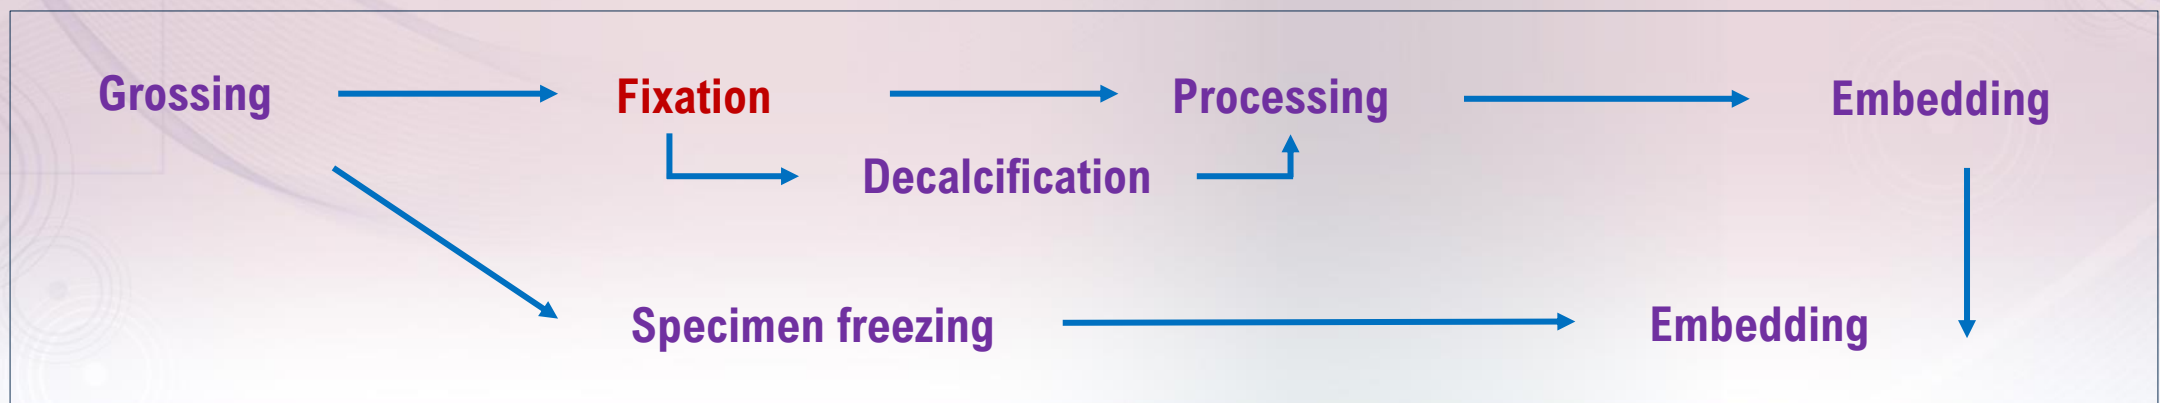 Grossing Fixation Processing Embedding
Decalcification
Specimen freezing Embedding